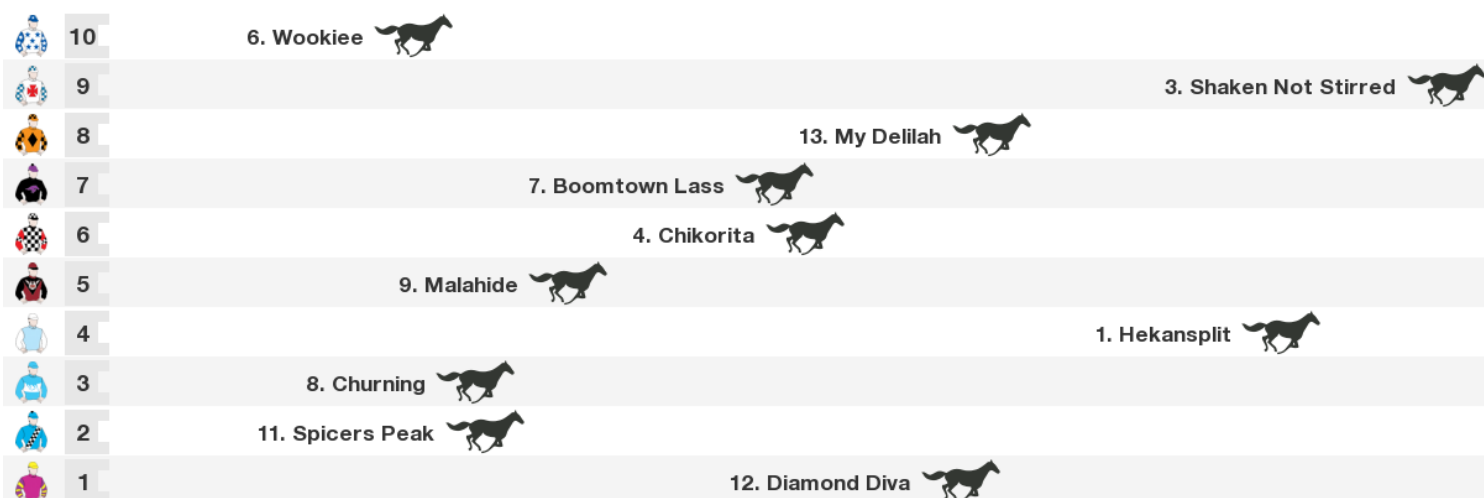 10 6. Wookiee
9 3. Shaken Not Stirred
8 13. My Delilah
7 7. Boomtown Lass
6 4. Chikorita
5 9. Malahide
4 1. Hekansplit
3 8. Churning
2 11. Spicers Peak
1 12. Diamond Diva